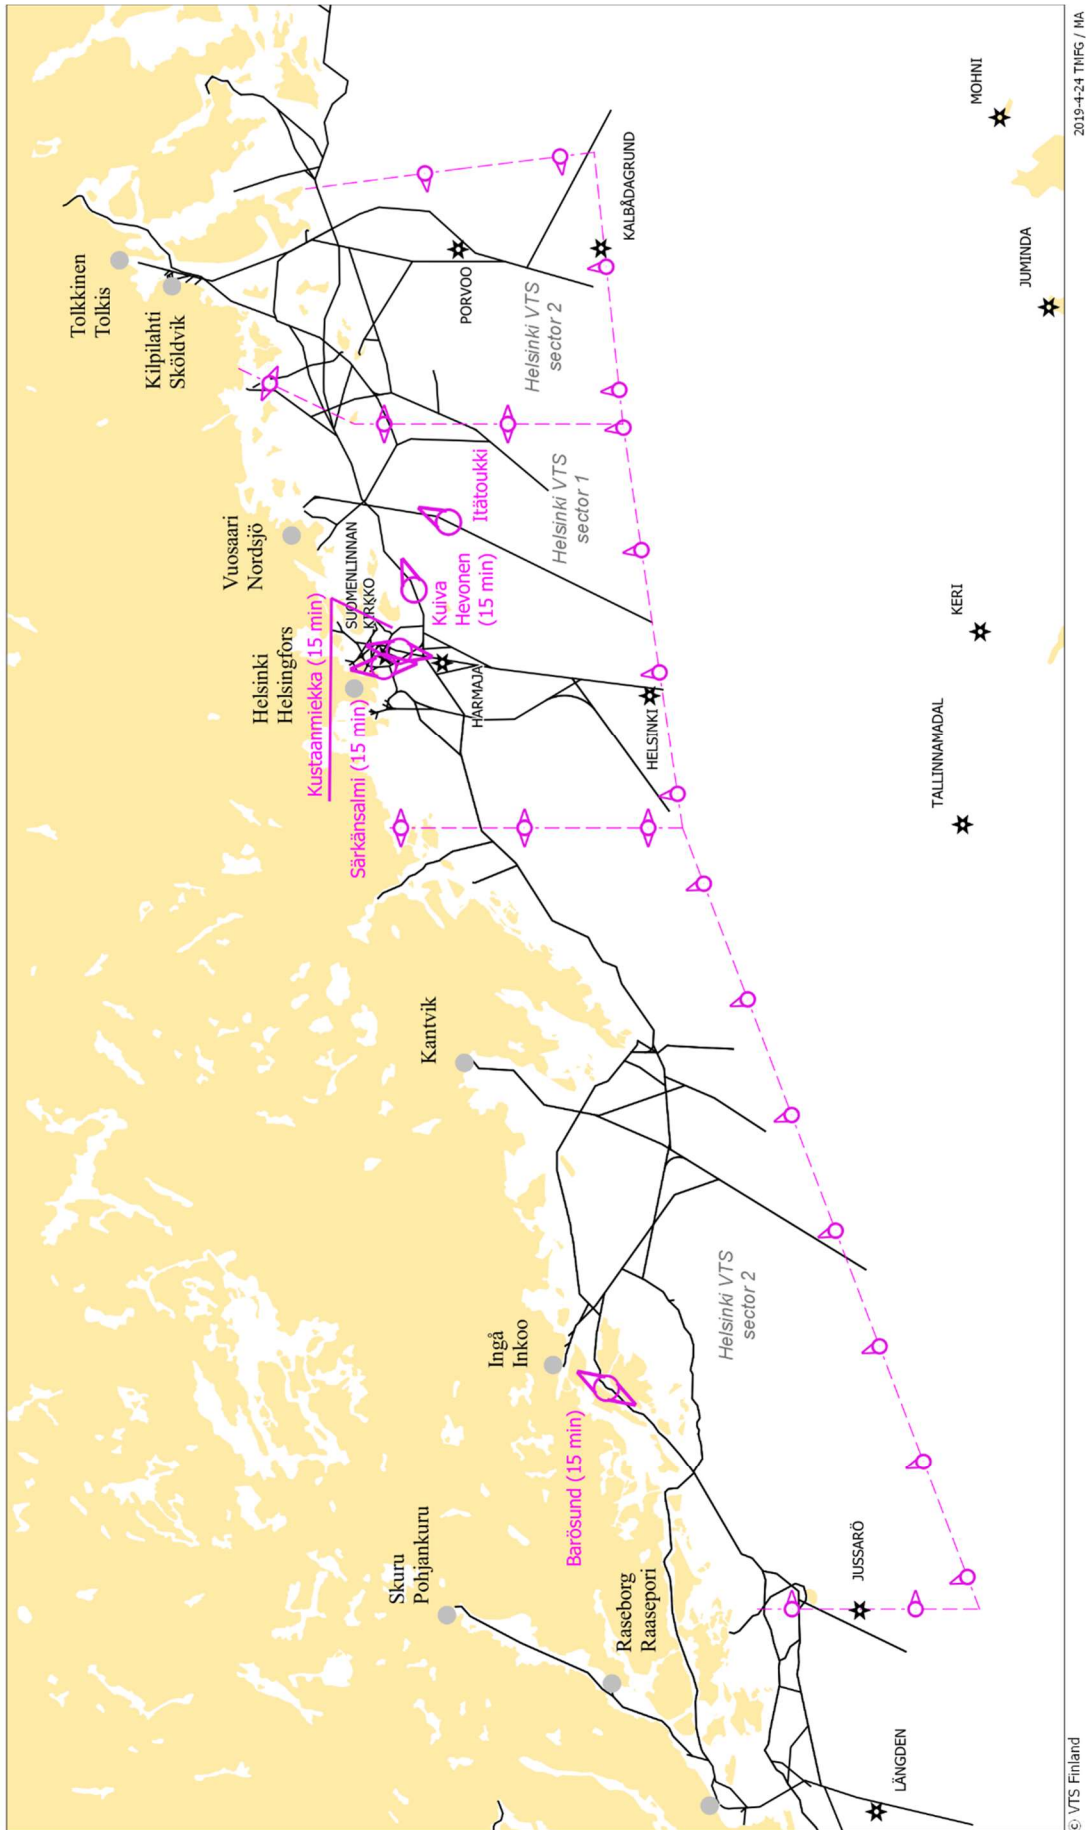 Skuru
Pohjankuru
Raseborg
Raasepori
LÄNGDEN
JUSSARÖ
Barösund (15 min)
Ingå
Inkoo
Helsinki VTS
sector 2
Kantvik
TALLINNAMADAL
Särkänsalmi (15 min)
Kustaanmiekka (15 min)
Helsinki
Helsingfors
SUOMENLINNAN
KIRKKO
HARMAJA
HELSINKI
Kuiva
Hevonen
(15 min)
KERI
Vuosaari
Nordsjö
Itätoukki
Helsinki VTS
sector 1
Kilpilahti
Sköldvik
Tolkkinen
Tolkis
PORVOO
Helsinki VTS
sector 2
KALBÅDAGRUND
JUMINDA
MOHNI
© VTS Finland
2019-4-24 TMFG / MA